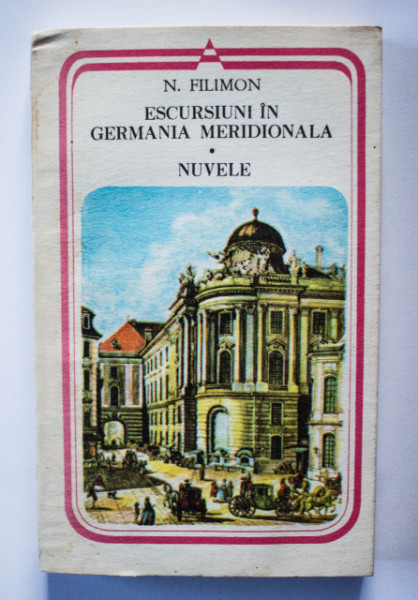 N. FILIMON
ESCURSIUNI ÎN
GERMANIA MERIDIONALA
•
NUVELE